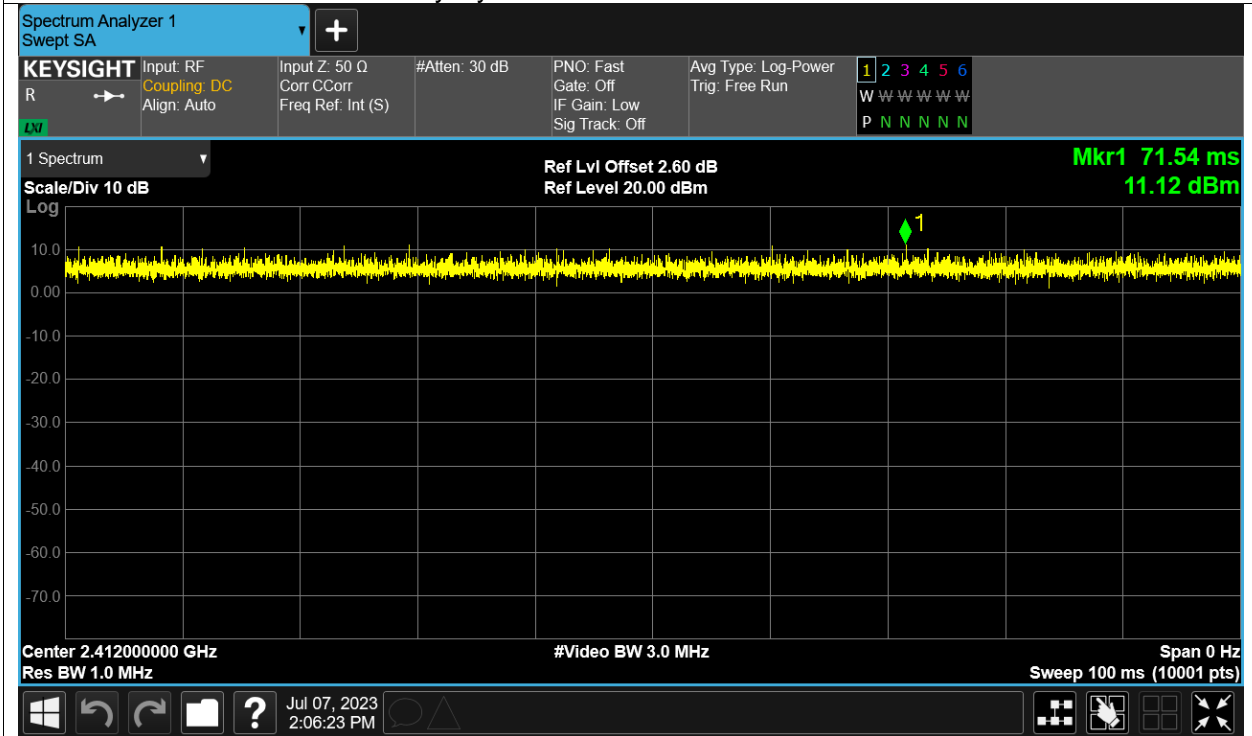 Spectrum Analyzer 1
Swept SA
▼
+
KEYSIGHT
R
LXI
Input: RF
Coupling: DC
Align: Auto
Input Z: 50 Ω
Corr CCorr
Freq Ref: Int (S)
#Atten: 30 dB
PNO: Fast
Gate: Off
IF Gain: Low
Sig Track: Off
Avg Type: Log-Power
Trig: Free Run
1 2 3 4 5 6
W W W W W W
P N N N N N
1 Spectrum ▼
Scale/Div 10 dB
Log
Ref Lvl Offset 2.60 dB
Ref Level 20.00 dBm
Mkr1 71.54 ms
11.12 dBm
1
10.0
0.00
-10.0
-20.0
-30.0
-40.0
-50.0
-60.0
-70.0
Center 2.412000000 GHz
Res BW 1.0 MHz
#Video BW 3.0 MHz
Span 0 Hz
Sweep 100 ms (10001 pts)
?
Jul 07, 2023
2:06:23 PM